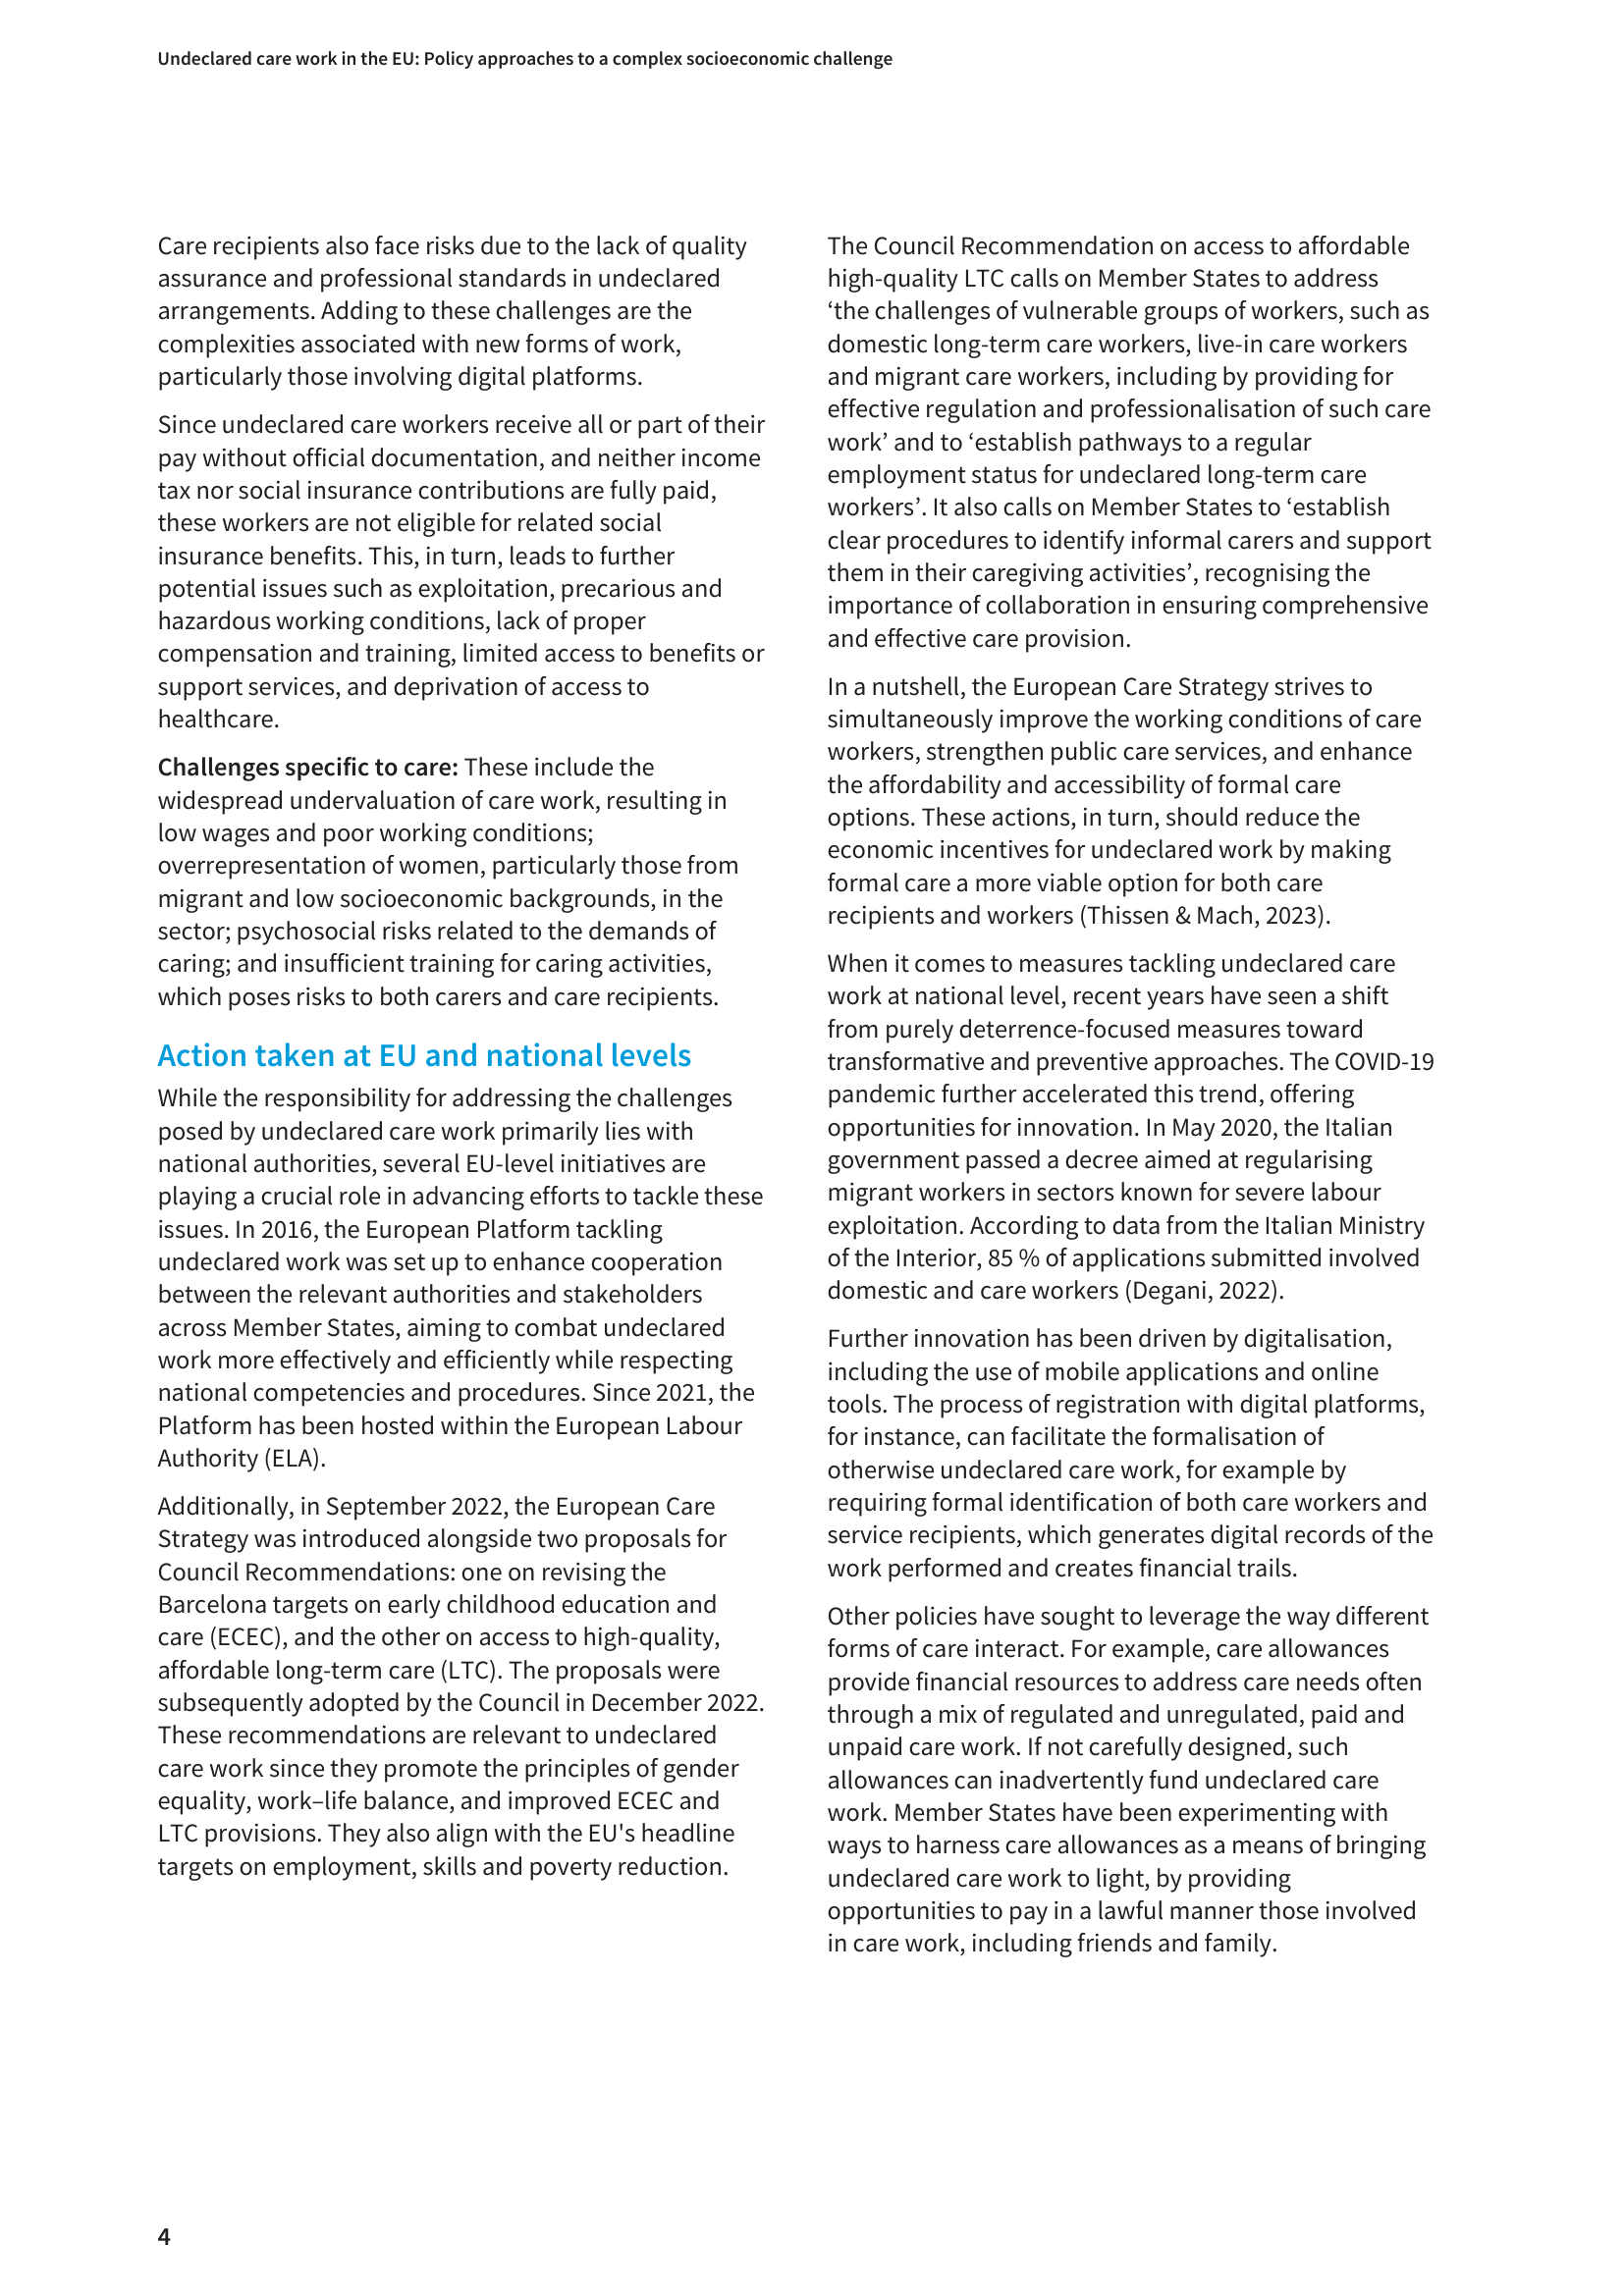 Undeclared care work in the EU: Policy approaches to a complex socioeconomic challenge
Care recipients also face risks due to the lack of quality
assurance and professional standards in undeclared
arrangements. Adding to these challenges are the
complexities associated with new forms of work,
particularly those involving digital platforms.
Since undeclared care workers receive all or part of their
pay without official documentation, and neither income
tax nor social insurance contributions are fully paid,
these workers are not eligible for related social
insurance benefits. This, in turn, leads to further
potential issues such as exploitation, precarious and
hazardous working conditions, lack of proper
compensation and training, limited access to benefits or
support services, and deprivation of access to
healthcare.
Challenges specific to care: These include the
widespread undervaluation of care work, resulting in
low wages and poor working conditions;
overrepresentation of women, particularly those from
migrant and low socioeconomic backgrounds, in the
sector; psychosocial risks related to the demands of
caring; and insufficient training for caring activities,
which poses risks to both carers and care recipients.
Action taken at EU and national levels
While the responsibility for addressing the challenges
posed by undeclared care work primarily lies with
national authorities, several EU-level initiatives are
playing a crucial role in advancing efforts to tackle these
issues. In 2016, the European Platform tackling
undeclared work was set up to enhance cooperation
between the relevant authorities and stakeholders
across Member States, aiming to combat undeclared
work more effectively and efficiently while respecting
national competencies and procedures. Since 2021, the
Platform has been hosted within the European Labour
Authority (ELA).
Additionally, in September 2022, the European Care
Strategy was introduced alongside two proposals for
Council Recommendations: one on revising the
Barcelona targets on early childhood education and
care (ECEC), and the other on access to high-quality,
affordable long-term care (LTC). The proposals were
subsequently adopted by the Council in December 2022.
These recommendations are relevant to undeclared
care work since they promote the principles of gender
equality, work–life balance, and improved ECEC and
LTC provisions. They also align with the EU's headline
targets on employment, skills and poverty reduction.
The Council Recommendation on access to affordable
high-quality LTC calls on Member States to address
‘the challenges of vulnerable groups of workers, such as
domestic long-term care workers, live-in care workers
and migrant care workers, including by providing for
effective regulation and professionalisation of such care
work’ and to ‘establish pathways to a regular
employment status for undeclared long-term care
workers’. It also calls on Member States to ‘establish
clear procedures to identify informal carers and support
them in their caregiving activities’, recognising the
importance of collaboration in ensuring comprehensive
and effective care provision.
In a nutshell, the European Care Strategy strives to
simultaneously improve the working conditions of care
workers, strengthen public care services, and enhance
the affordability and accessibility of formal care
options. These actions, in turn, should reduce the
economic incentives for undeclared work by making
formal care a more viable option for both care
recipients and workers (Thissen & Mach, 2023).
When it comes to measures tackling undeclared care
work at national level, recent years have seen a shift
from purely deterrence-focused measures toward
transformative and preventive approaches. The COVID-19
pandemic further accelerated this trend, offering
opportunities for innovation. In May 2020, the Italian
government passed a decree aimed at regularising
migrant workers in sectors known for severe labour
exploitation. According to data from the Italian Ministry
of the Interior, 85 % of applications submitted involved
domestic and care workers (Degani, 2022).
Further innovation has been driven by digitalisation,
including the use of mobile applications and online
tools. The process of registration with digital platforms,
for instance, can facilitate the formalisation of
otherwise undeclared care work, for example by
requiring formal identification of both care workers and
service recipients, which generates digital records of the
work performed and creates financial trails.
Other policies have sought to leverage the way different
forms of care interact. For example, care allowances
provide financial resources to address care needs often
through a mix of regulated and unregulated, paid and
unpaid care work. If not carefully designed, such
allowances can inadvertently fund undeclared care
work. Member States have been experimenting with
ways to harness care allowances as a means of bringing
undeclared care work to light, by providing
opportunities to pay in a lawful manner those involved
in care work, including friends and family.
4